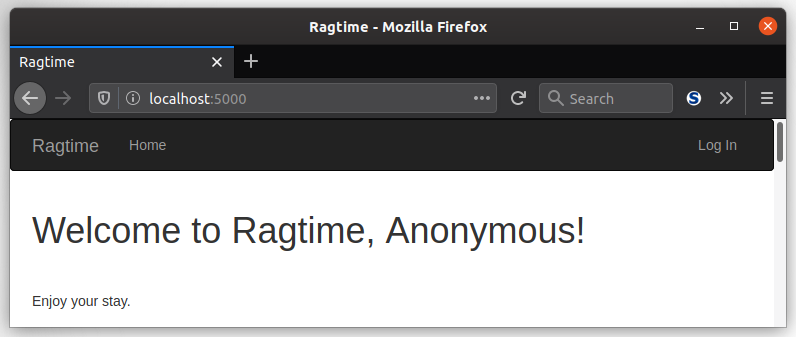 Ragtime - Mozilla Firefox
Ragtime
localhost:5000
Search
Ragtime Home Log In
Welcome to Ragtime, Anonymous!
Enjoy your stay.